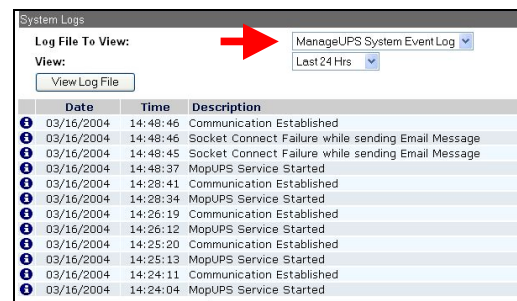 System Logs
Log File To View: ManageUPS System Event Log
View: Last 24 Hrs
View Log File
Date Time Description
03/16/2004 14:48:46 Communication Established
03/16/2004 14:48:46 Socket Connect Failure while sending Email Message
03/16/2004 14:48:45 Socket Connect Failure while sending Email Message
03/16/2004 14:48:37 MopUPS Service Started
03/16/2004 14:28:41 Communication Established
03/16/2004 14:28:34 MopUPS Service Started
03/16/2004 14:26:19 Communication Established
03/16/2004 14:26:12 MopUPS Service Started
03/16/2004 14:25:20 Communication Established
03/16/2004 14:25:13 MopUPS Service Started
03/16/2004 14:24:11 Communication Established
03/16/2004 14:24:04 MopUPS Service Started